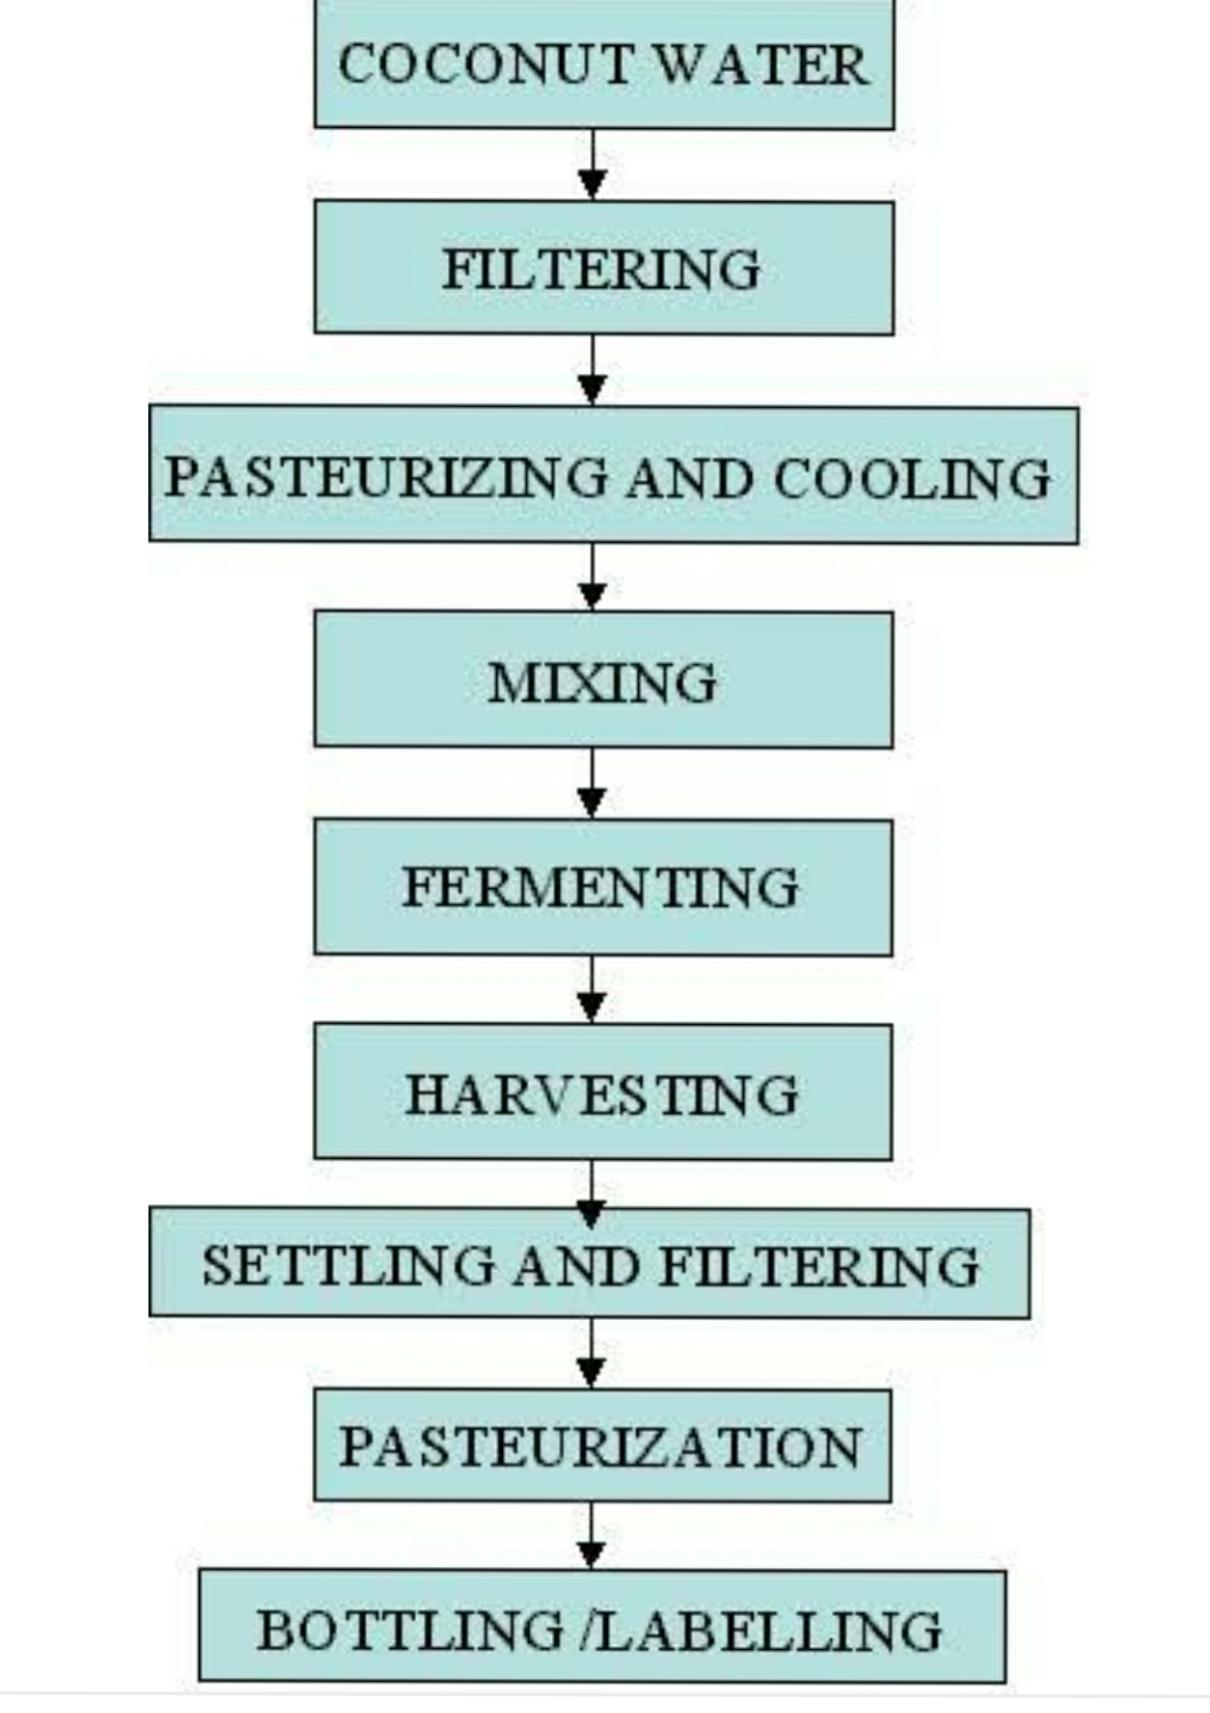 COCONUT WATER
FILTERING
PASTEURIZING AND COOLING
MIXING
FERMENTING
HARVESTING
SETTLING AND FILTERING
PASTEURIZATION
BOTTLING /LABELLING